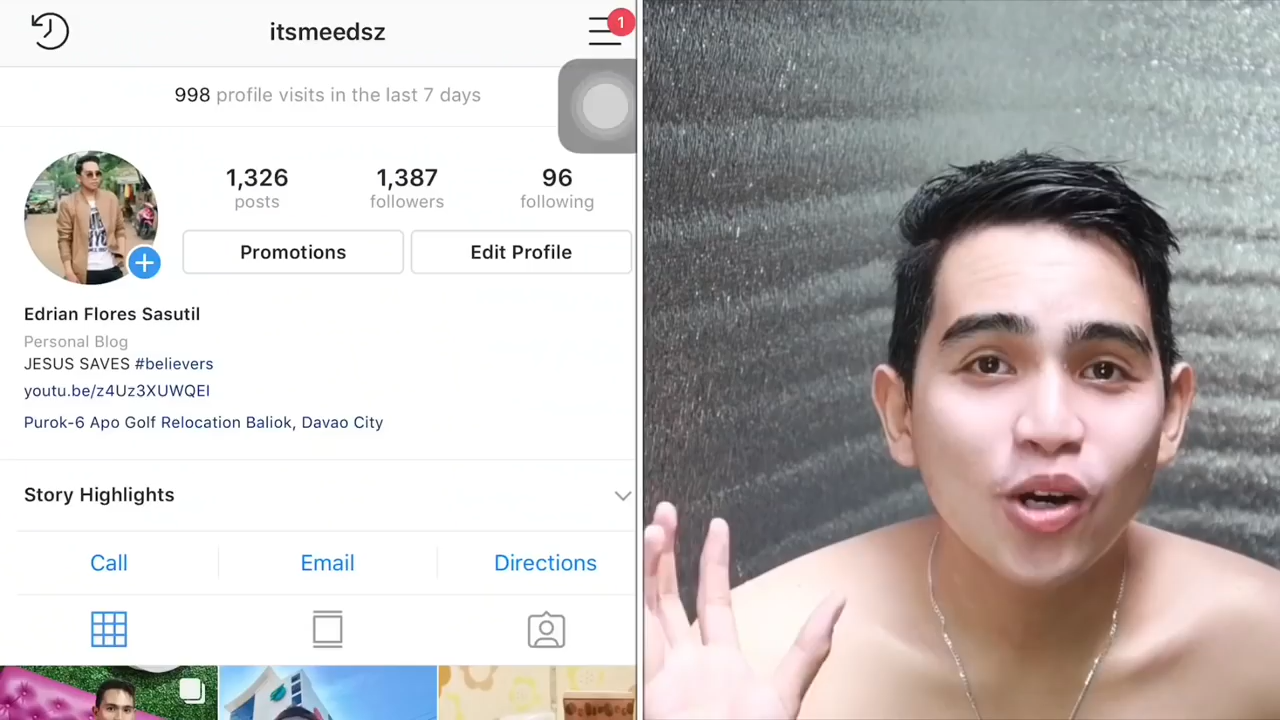 itsmeedsz
1
998 profile visits in the last 7 days
1,326 1,387 96
posts followers following
Promotions Edit Profile
Edrian Flores Sasutil
Personal Blog
JESUS SAVES #believers
youtu.be/z4Uz3XUWQEI
Purok-6 Apo Golf Relocation Baliok, Davao City
Story Highlights
Call Email Directions